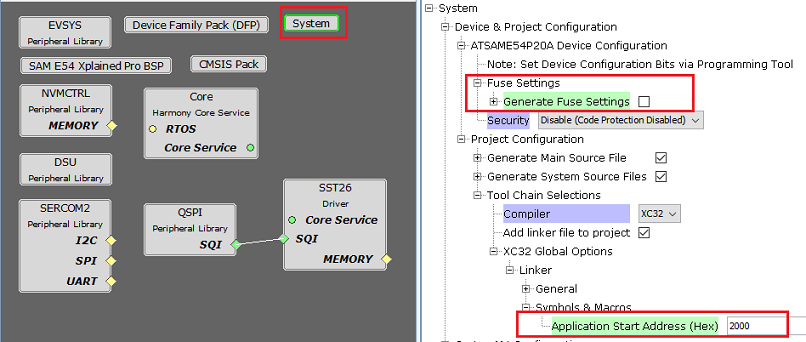 EVSYS
Peripheral Library
Device Family Pack (DFP)
System
SAM E54 Xplained Pro BSP
CMSIS Pack
NVMCTRL
Peripheral Library
MEMORY
Core
Harmony Core Service
RTOS
Core Service
DSU
Peripheral Library
SERCOM2
Peripheral Library
I2C
SPI
UART
QSPI
Peripheral Library
SQI
SST26
Driver
Core Service
SQI
MEMORY
System
Device & Project Configuration
ATSAME54P20A Device Configuration
Note: Set Device Configuration Bits via Programming Tool
Fuse Settings
Generate Fuse Settings
Security Disable (Code Protection Disabled)
Project Configuration
Generate Main Source File
Generate System Source Files
Tool Chain Selections
Compiler XC32
Add linker file to project
XC32 Global Options
Linker
General
Symbols & Macros
Application Start Address (Hex) 2000